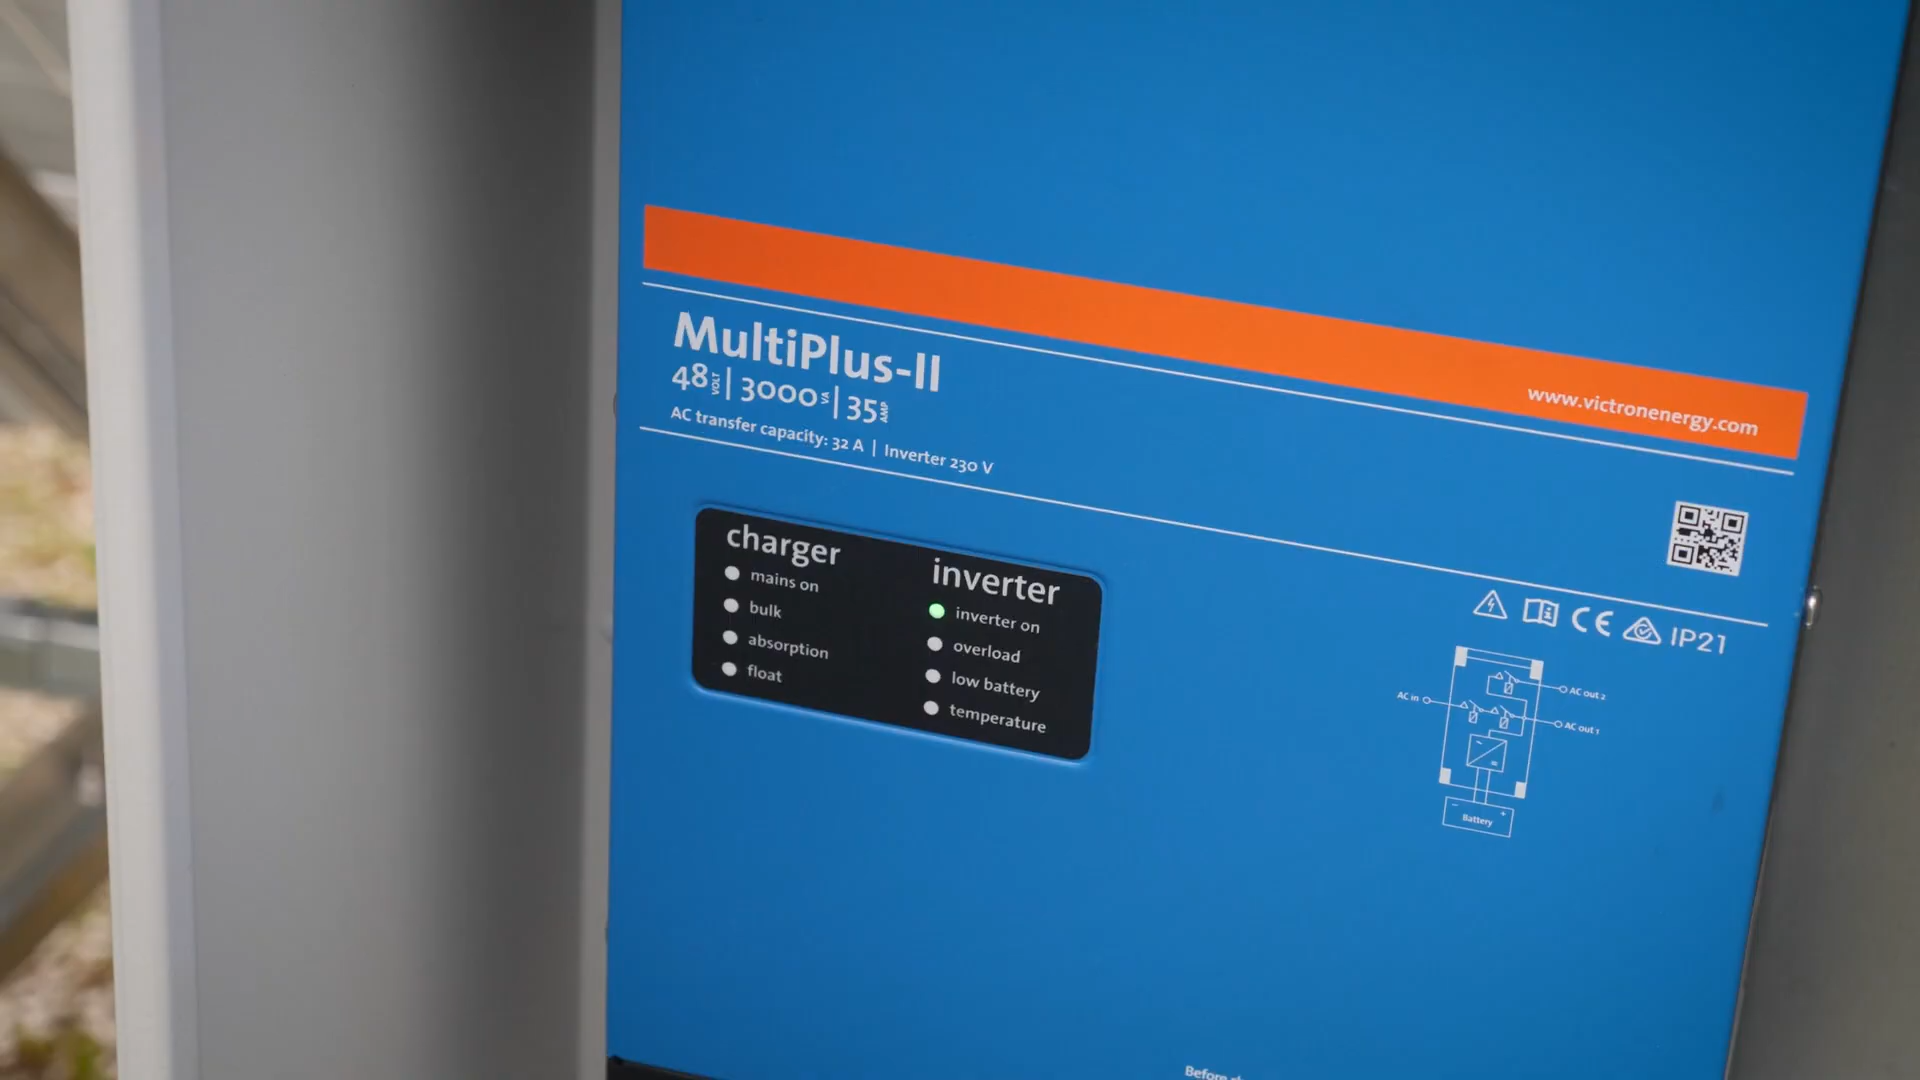 www.victronenergy.com
MultiPlus-II
48 VOLT | 3000 VA | 35 AMP
AC transfer capacity: 32 A | Inverter 230 V
charger
mains on
bulk
absorption
float
inverter
inverter on
overload
low battery
temperature
CE IP21
AC in
AC out 2
AC out 1
Battery
Before